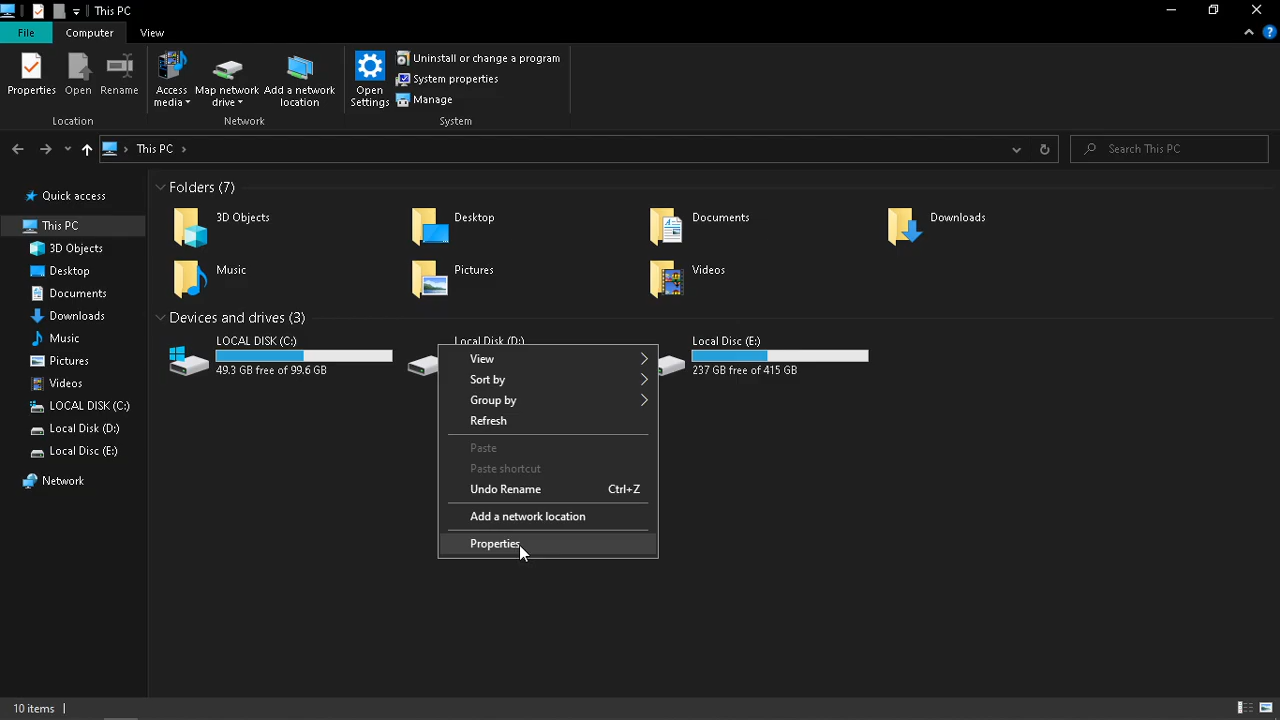 This PC
File Computer View
Properties Open Rename Access media Map network drive Add a network location Open Settings Uninstall or change a program
System properties
Manage
Location Network System
This PC
Search This PC
Quick access
This PC
3D Objects
Desktop
Documents
Downloads
Music
Pictures
Videos
LOCAL DISK (C:)
Local Disk (D:)
Local Disc (E:)
Network
Folders (7)
3D Objects Desktop Documents Downloads
Music Pictures Videos
Devices and drives (3)
LOCAL DISK (C:) Local Disk (D:) Local Disc (E:)
49.3 GB free of 99.6 GB 237 GB free of 415 GB
View
Sort by
Group by
Refresh
Paste
Paste shortcut
Undo Rename Ctrl+Z
Add a network location
Properties
10 items